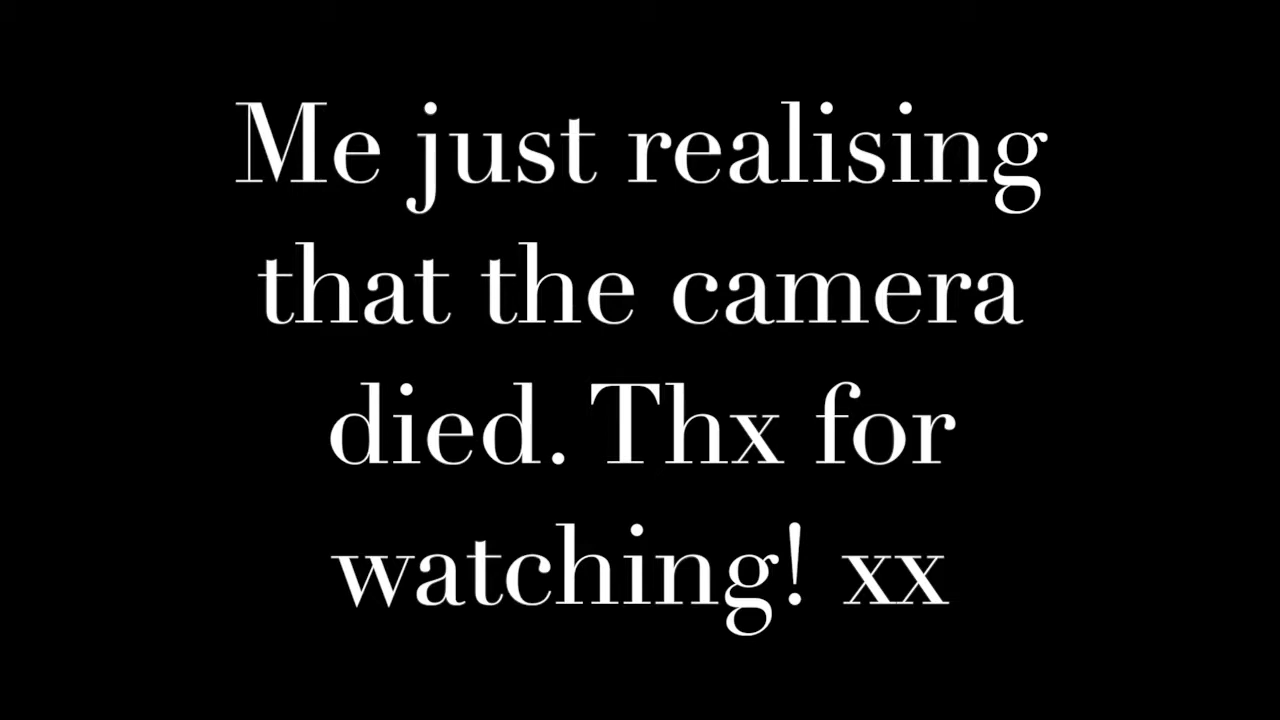 Me just realising
that the camera
died. Thx for
watching! xx